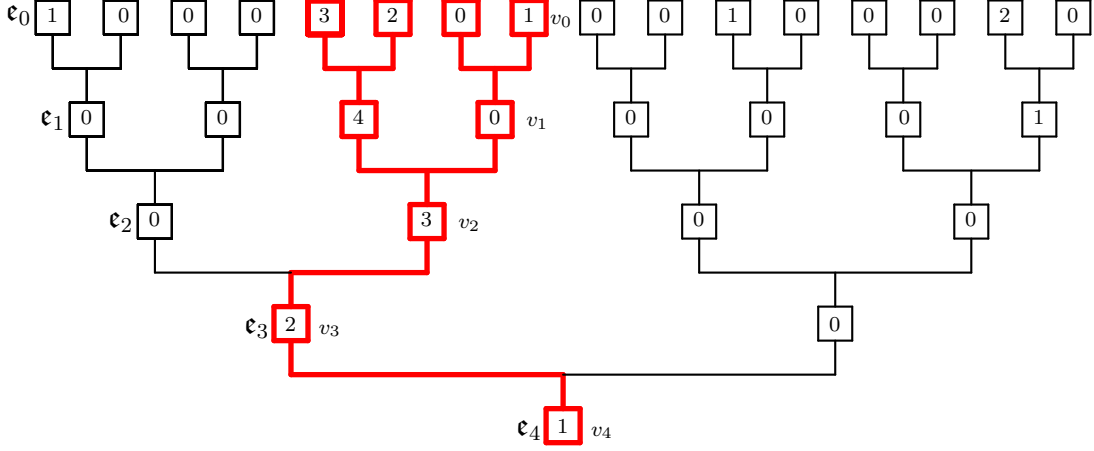 𝔢₀ 1 0 0 0 3 2 0 1 v₀ 0 0 1 0 0 0 2 0
𝔢₁ 0 0 4 0 v₁ 0 0 0 1
𝔢₂ 0 3 v₂ 0 0
𝔢₃ 2 v₃ 0
𝔢₄ 1 v₄